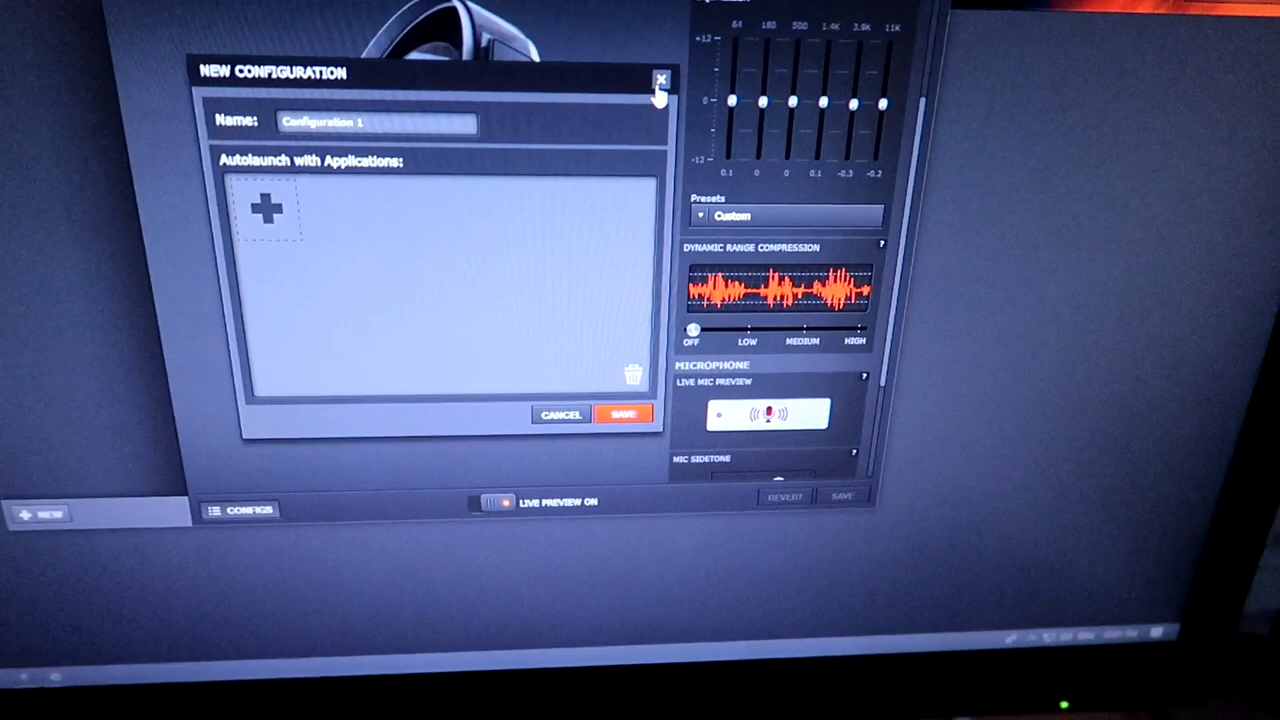 NEW CONFIGURATION
Name:
Configuration 1
Autolaunch with Applications:
CANCEL
SAVE
64 180 500 1.4K 3.9K 11K
+12
0
-12
0.1 0 0 0.1 -0.3 -0.2
Presets
Custom
DYNAMIC RANGE COMPRESSION
?
OFF LOW MEDIUM HIGH
MICROPHONE
LIVE MIC PREVIEW
?
MIC SIDETONE
?
NEW
CONFIGS
LIVE PREVIEW ON
REVERT
SAVE